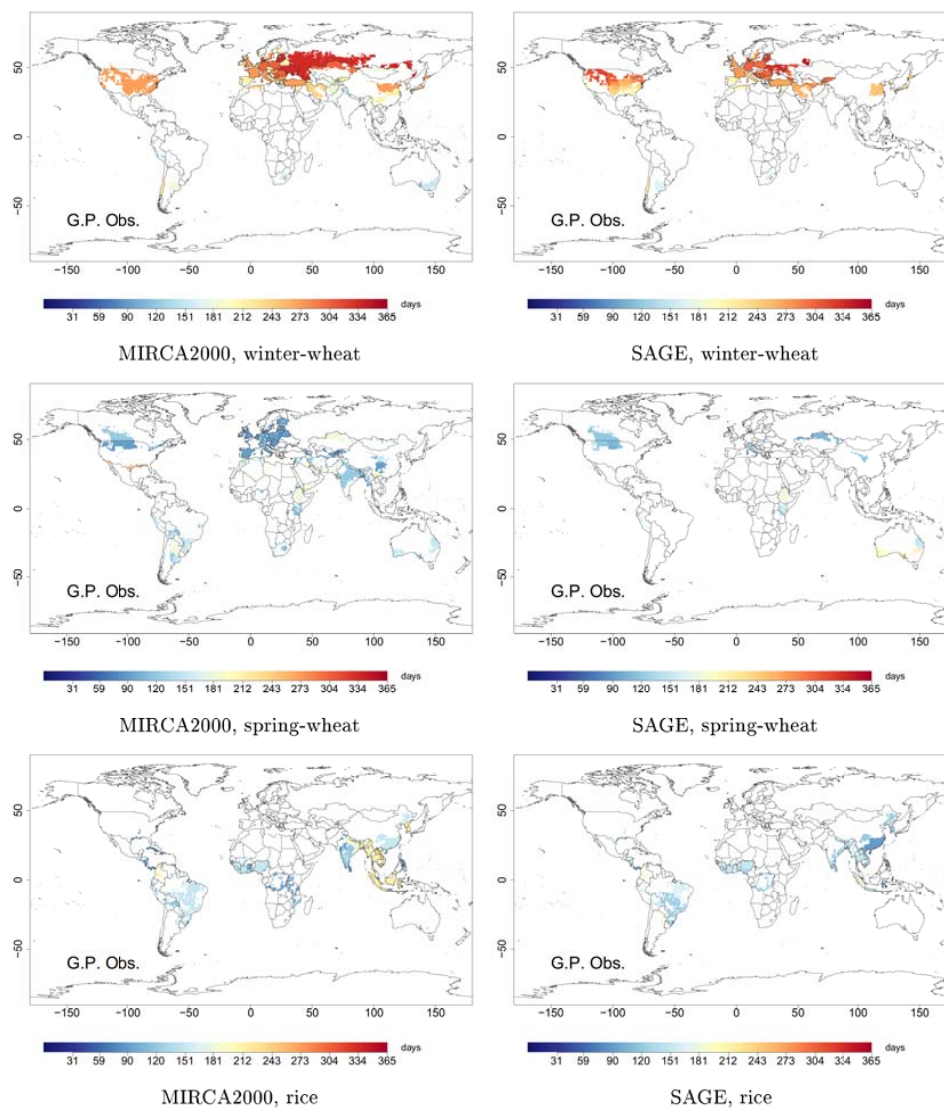 50
0
−50
G.P. Obs.
−150 −100 −50 0 50 100 150
31 59 90 120 151 181 212 243 273 304 334 365 days
MIRCA2000, winter-wheat
50
0
−50
G.P. Obs.
−150 −100 −50 0 50 100 150
31 59 90 120 151 181 212 243 273 304 334 365 days
SAGE, winter-wheat
50
0
−50
G.P. Obs.
−150 −100 −50 0 50 100 150
31 59 90 120 151 181 212 243 273 304 334 365 days
MIRCA2000, spring-wheat
50
0
−50
G.P. Obs.
−150 −100 −50 0 50 100 150
31 59 90 120 151 181 212 243 273 304 334 365 days
SAGE, spring-wheat
50
0
−50
G.P. Obs.
−150 −100 −50 0 50 100 150
31 59 90 120 151 181 212 243 273 304 334 365 days
MIRCA2000, rice
50
0
−50
G.P. Obs.
−150 −100 −50 0 50 100 150
31 59 90 120 151 181 212 243 273 304 334 365 days
SAGE, rice